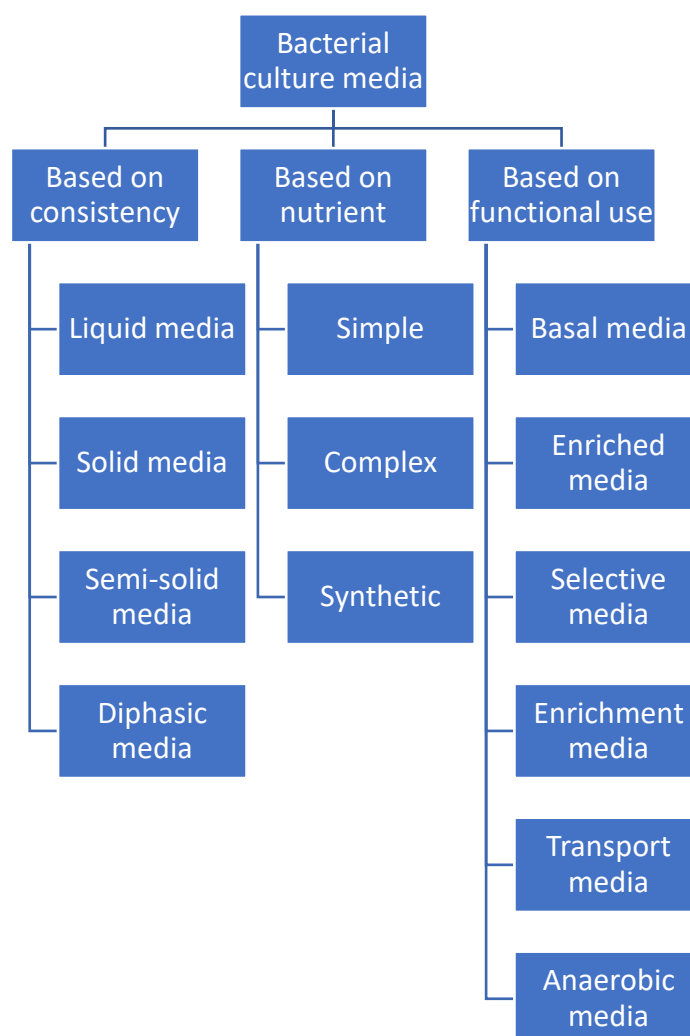 Bacterial
culture media
Based on
consistency
Based on
nutrient
Based on
functional use
Liquid media
Solid media
Semi-solid
media
Diphasic
media
Simple
Complex
Synthetic
Basal media
Enriched
media
Selective
media
Enrichment
media
Transport
media
Anaerobic
media